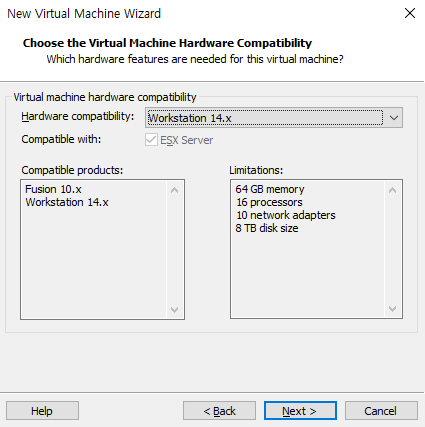 New Virtual Machine Wizard
Choose the Virtual Machine Hardware Compatibility
Which hardware features are needed for this virtual machine?
Virtual machine hardware compatibility
Hardware compatibility: Workstation 14.x
Compatible with: ESX Server
Compatible products:
Fusion 10.x
Workstation 14.x
Limitations:
64 GB memory
16 processors
10 network adapters
8 TB disk size
Help < Back Next > Cancel